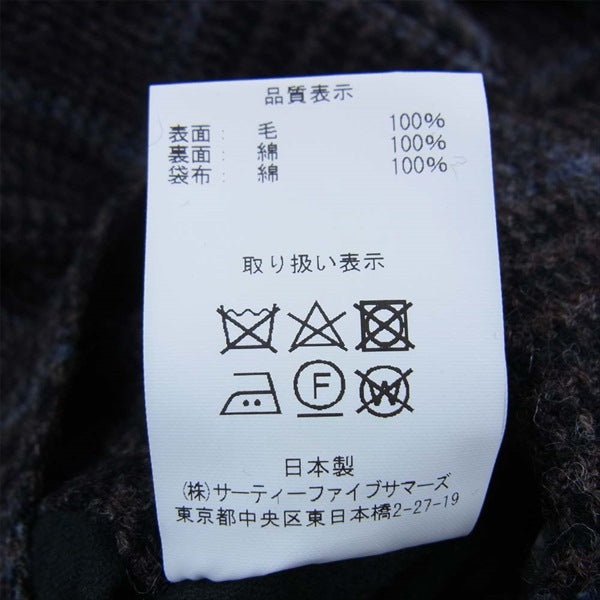 品質表示
表面: 毛 100%
裏面: 綿 100%
袋布: 綿 100%
取り扱い表示
F
W
日本製
(株)サーティーファイブサマーズ
東京都中央区東日本橋2-27-19